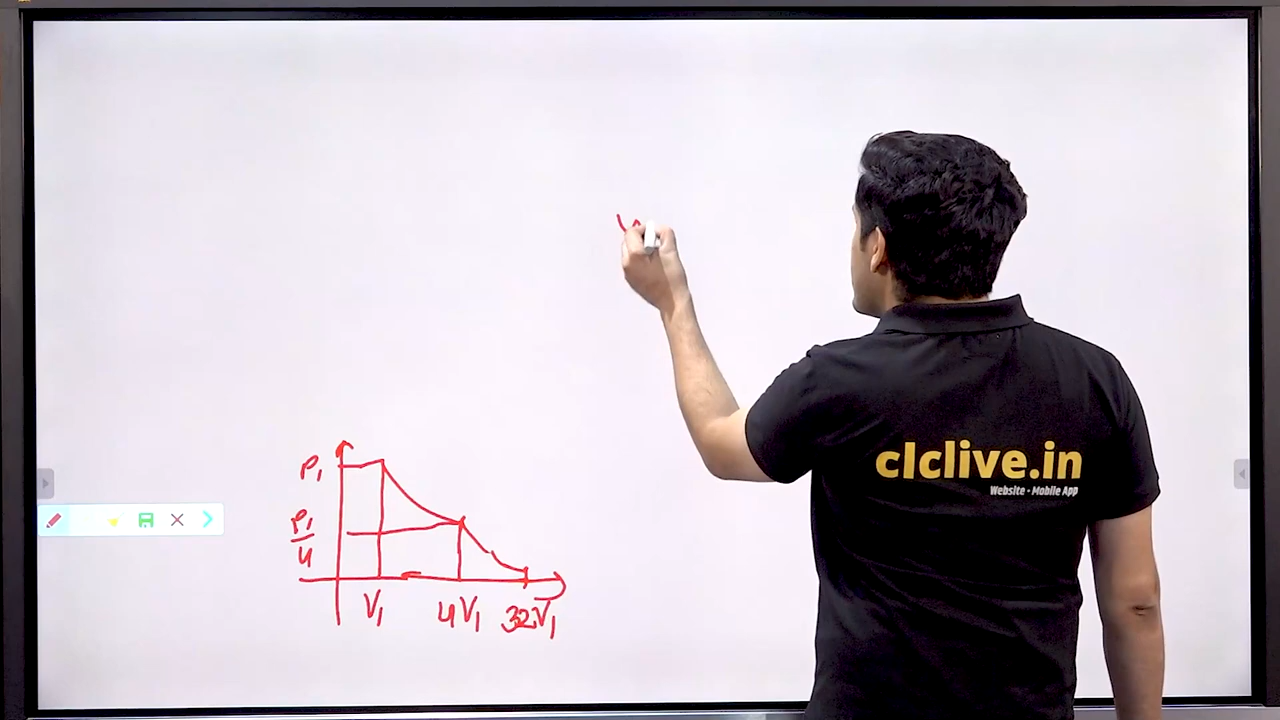 P₁
P₁/4
V₁ 4V₁ 32V₁
clclive.in
Website • Mobile App